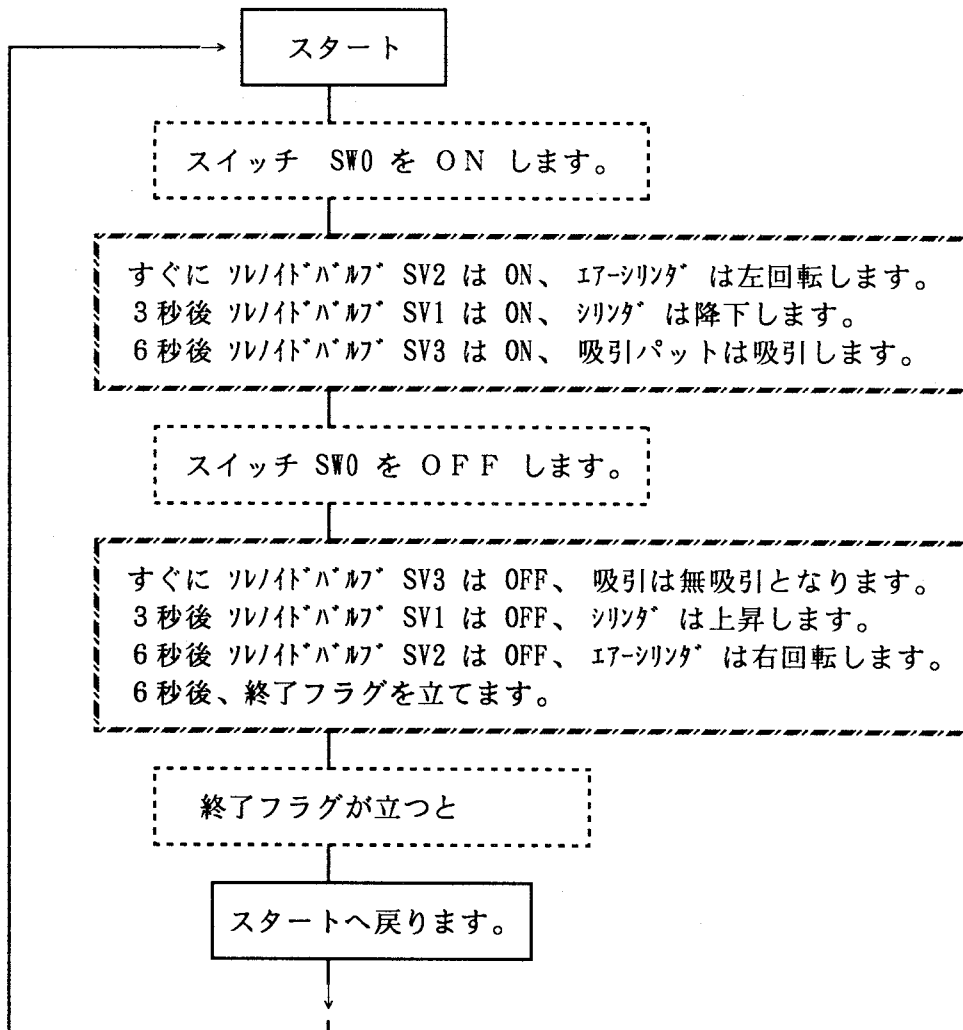 スタート
スイッチ SW0 を ON します。
すぐに ｿﾚﾉｲﾄﾞﾊﾞﾙﾌﾞ SV2 は ON、 ｴｱｰｼﾘﾝﾀﾞ は左回転します。
3秒後 ｿﾚﾉｲﾄﾞﾊﾞﾙﾌﾞ SV1 は ON、 ｼﾘﾝﾀﾞ は降下します。
6秒後 ｿﾚﾉｲﾄﾞﾊﾞﾙﾌﾞ SV3 は ON、 吸引パットは吸引します。
スイッチ SW0 を OFF します。
すぐに ｿﾚﾉｲﾄﾞﾊﾞﾙﾌﾞ SV3 は OFF、 吸引は無吸引となります。
3秒後 ｿﾚﾉｲﾄﾞﾊﾞﾙﾌﾞ SV1 は OFF、 ｼﾘﾝﾀﾞ は上昇します。
6秒後 ｿﾚﾉｲﾄﾞﾊﾞﾙﾌﾞ SV2 は OFF、 ｴｱｰｼﾘﾝﾀﾞ は右回転します。
6秒後、終了フラグを立てます。
終了フラグが立つと
スタートへ戻ります。